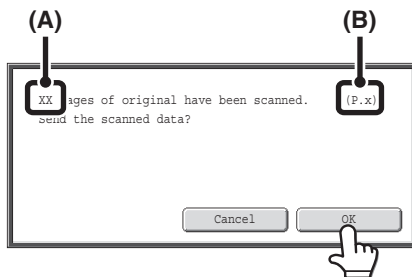 (A) (B)
XX ages of original have been scanned. (P.x)
Send the scanned data?
Cancel OK